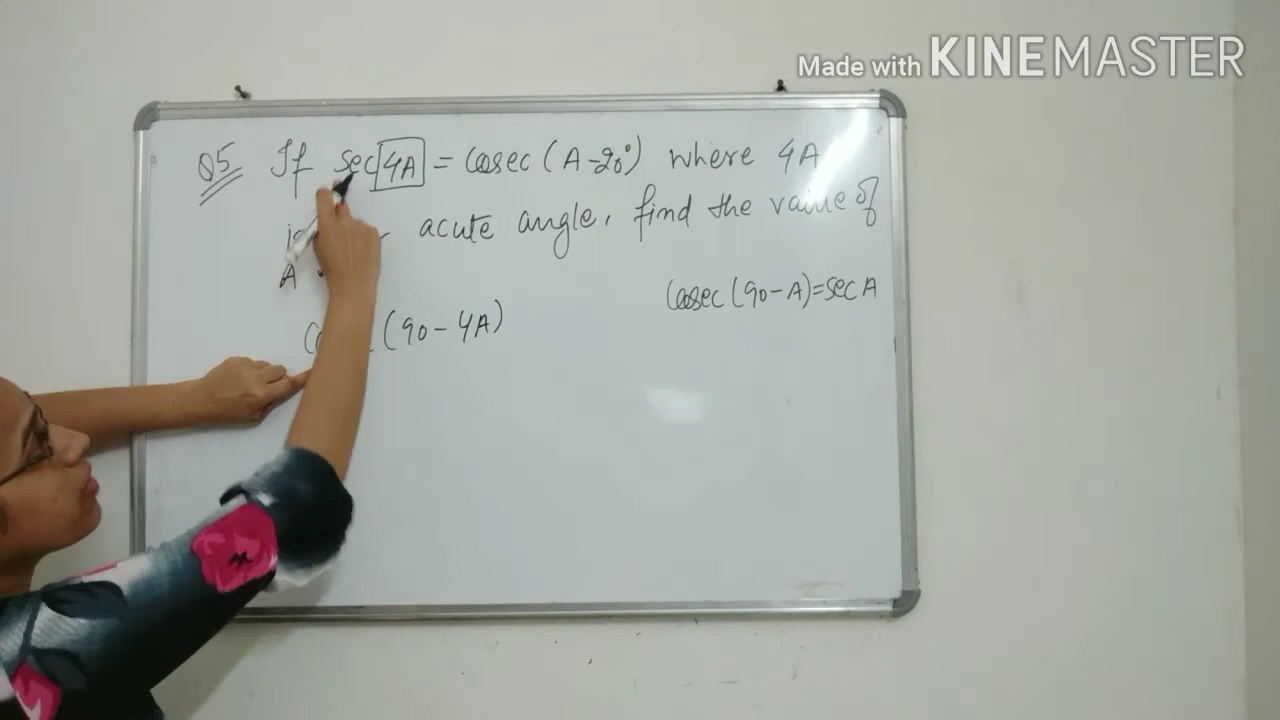 Made with KINEMASTER
Q5 If sec 4A = cosec (A-20°) where 4A
acute angle, find the value of
A
cosec (90-A) = sec A
(90-4A)